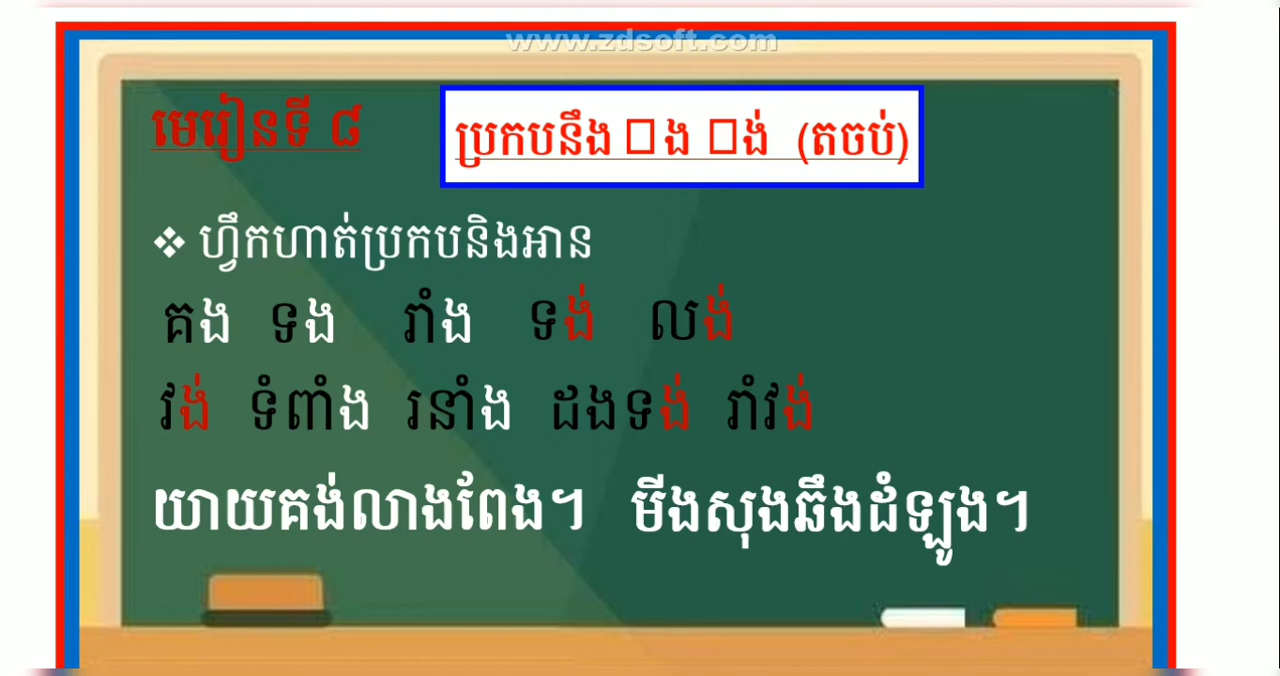 www.zdsoft.com
មេរៀនទី ៨
ប្រកបនឹង □ង □ង់ (តចប់)
❖ ហ្វឹកហាត់ប្រកបនិងអាន
គង ទង រាំង ទង់ លង់
វង់ ទំពាំង រនាំង ដងទង់ រាំវង់
យាយគង់លាងពែង។ មីងសុងឆឹងដំឡូង។